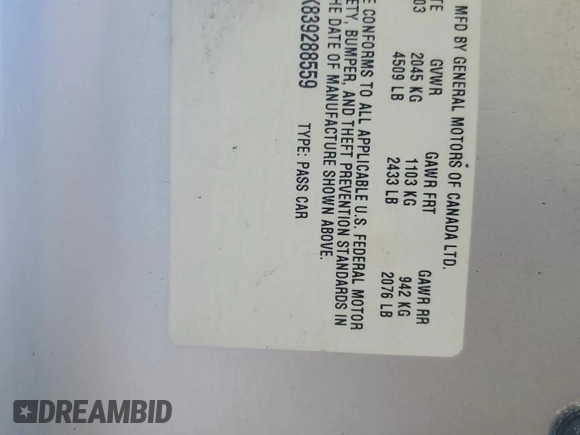 MFD BY GENERAL MOTORS OF CANADA LTD.
TE GVWR GAWR FRT GAWR RR
03 2045 KG 1103 KG 942 KG
4509 LB 2433 LB 2076 LB
E CONFORMS TO ALL APPLICABLE U.S. FEDERAL MOTOR
ETY, BUMPER, AND THEFT PREVENTION STANDARDS IN
HE DATE OF MANUFACTURE SHOWN ABOVE.
839288559 TYPE: PASS CAR
DREAMBID